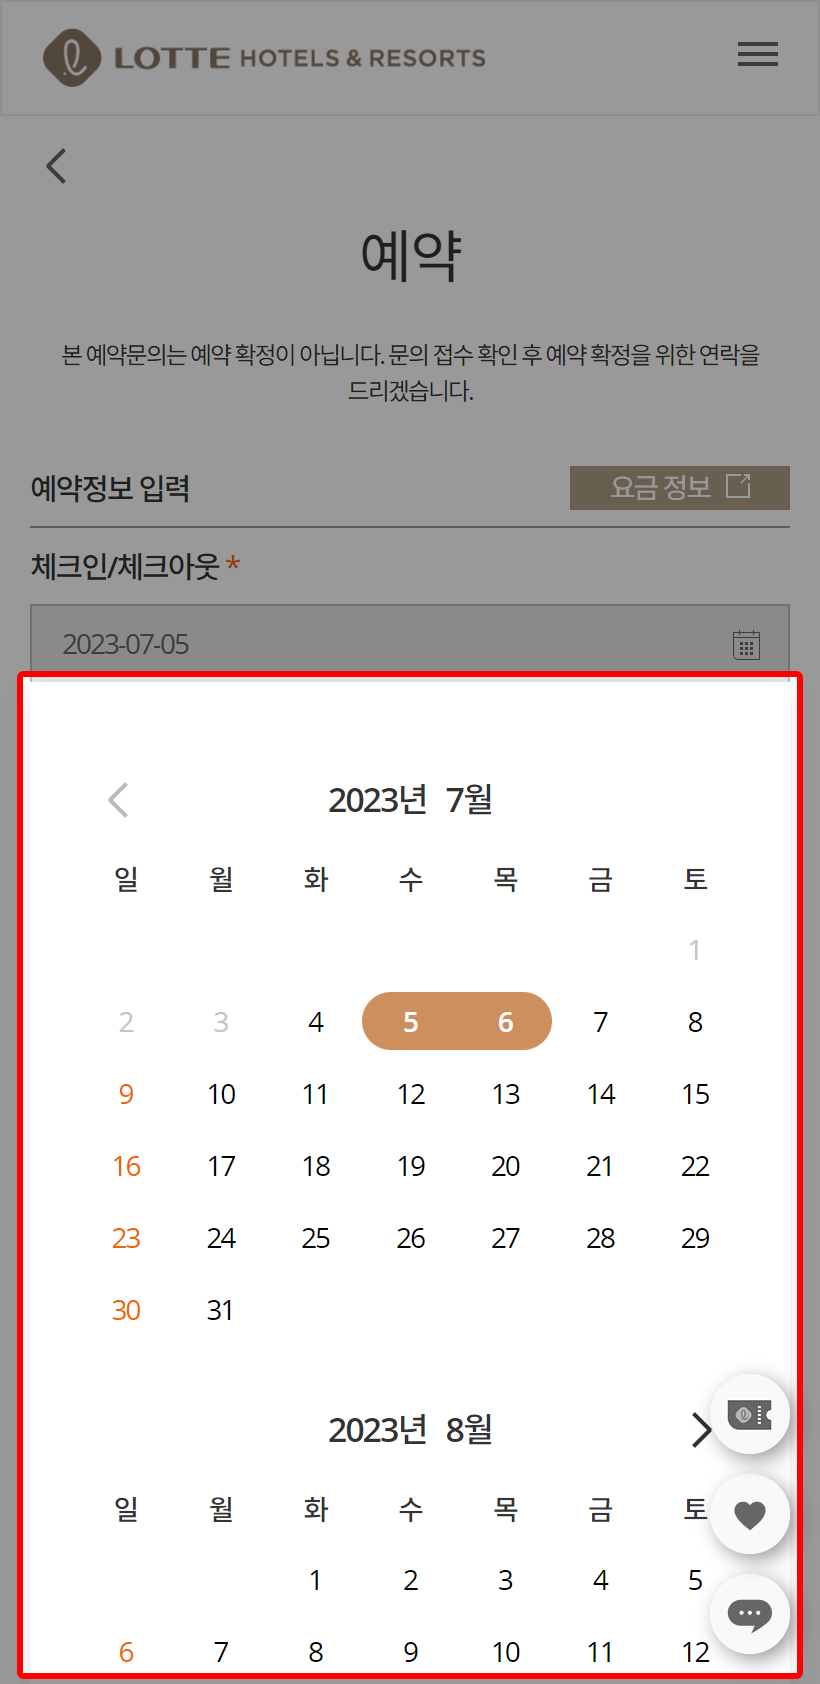 LOTTE HOTELS & RESORTS
예약
본 예약문의는 예약 확정이 아닙니다. 문의 접수 확인 후 예약 확정을 위한 연락을
드리겠습니다.
예약정보 입력 요금 정보
체크인/체크아웃 *
2023-07-05
2023년 7월
일 월 화 수 목 금 토
1
2 3 4 5 6 7 8
9 10 11 12 13 14 15
16 17 18 19 20 21 22
23 24 25 26 27 28 29
30 31
2023년 8월
일 월 화 수 목 금 토
1 2 3 4 5
6 7 8 9 10 11 12